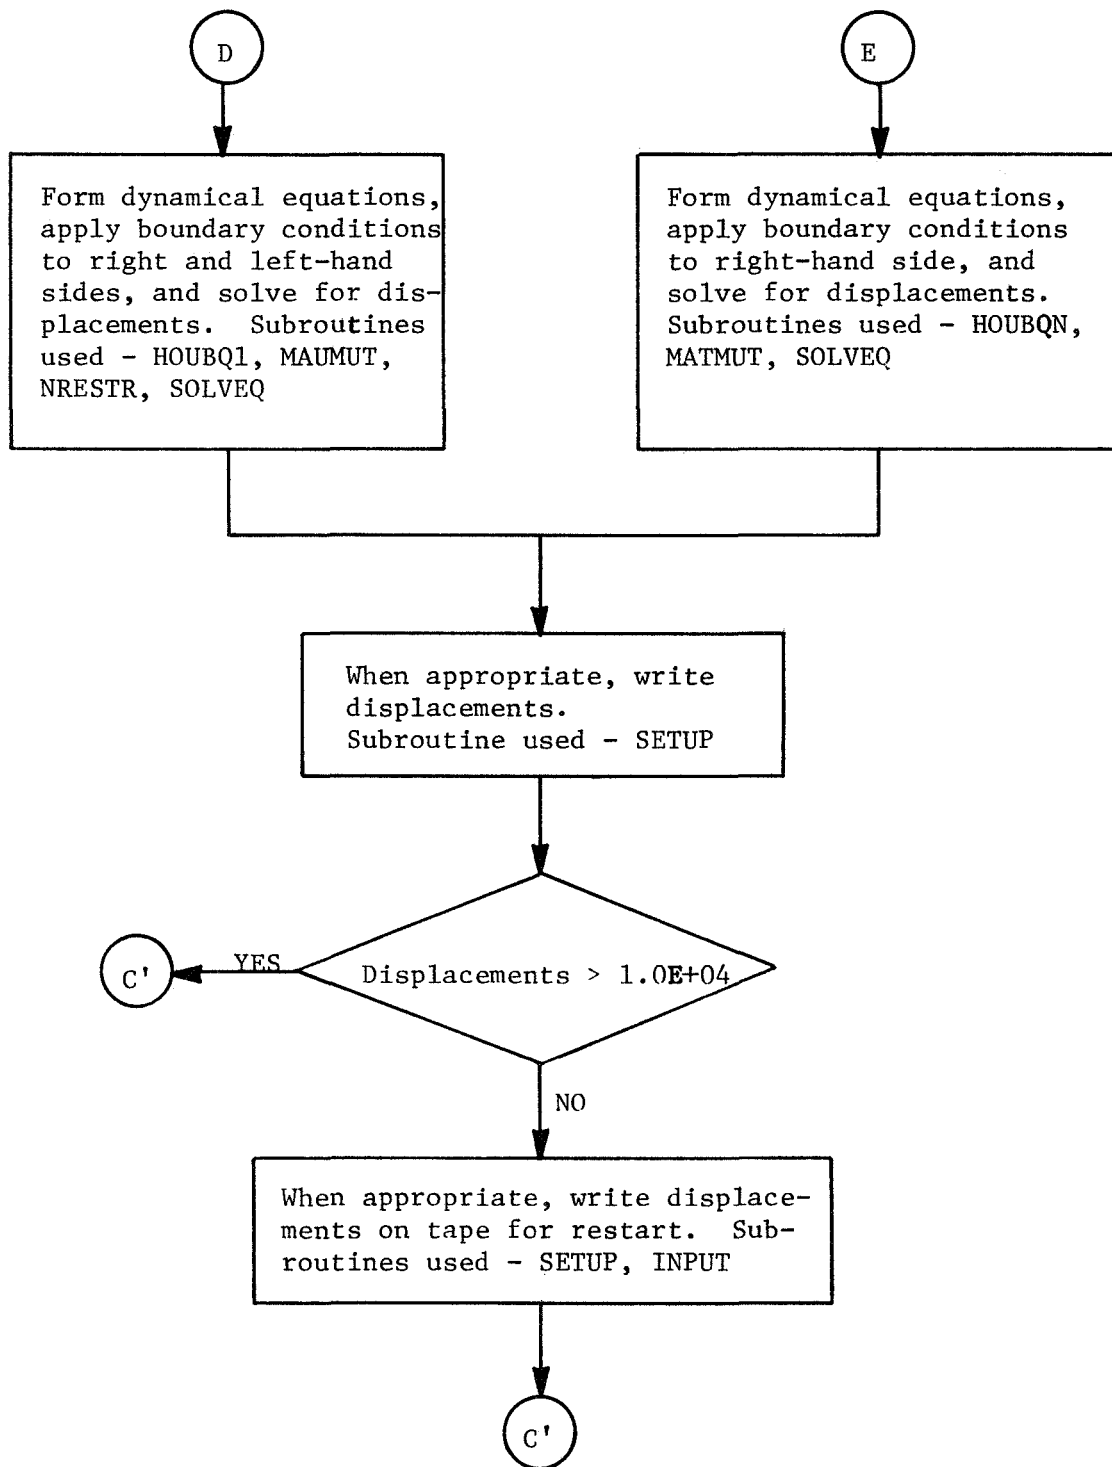 D
Form dynamical equations,
apply boundary conditions
to right and left-hand
sides, and solve for dis-
placements. Subroutines
used - HOUBQ1, MAUMUT,
NRESTR, SOLVEQ
E
Form dynamical equations,
apply boundary conditions
to right-hand side, and
solve for displacements.
Subroutines used - HOUBQN,
MATMUT, SOLVEQ
When appropriate, write
displacements.
Subroutine used - SETUP
C'
YES
Displacements > 1.0E+04
NO
When appropriate, write displace-
ments on tape for restart. Sub-
routines used - SETUP, INPUT
C'